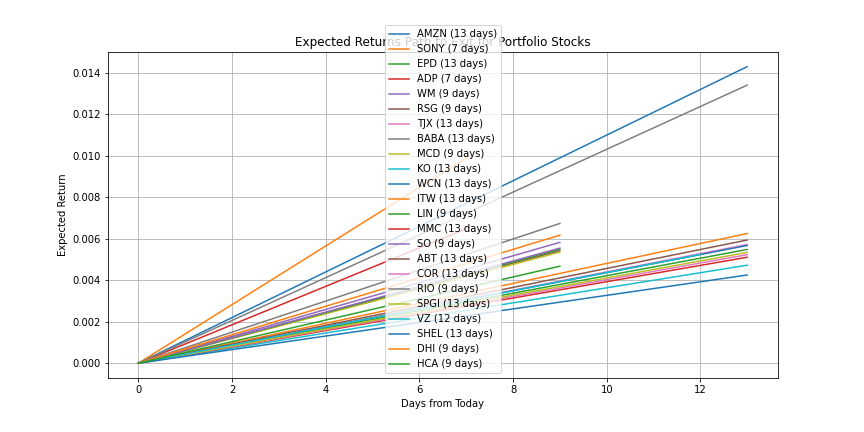 Expected Returns Path to Exit for Portfolio Stocks
AMZN (13 days)
SONY (7 days)
EPD (13 days)
ADP (7 days)
WM (9 days)
RSG (9 days)
TJX (13 days)
BABA (13 days)
MCD (9 days)
KO (13 days)
WCN (13 days)
ITW (13 days)
LIN (9 days)
MMC (13 days)
SO (9 days)
ABT (13 days)
COR (13 days)
RIO (9 days)
SPGI (13 days)
VZ (12 days)
SHEL (13 days)
DHI (9 days)
HCA (9 days)
Expected Return
0.014
0.012
0.010
0.008
0.006
0.004
0.002
0.000
0 2 4 6 8 10 12
Days from Today